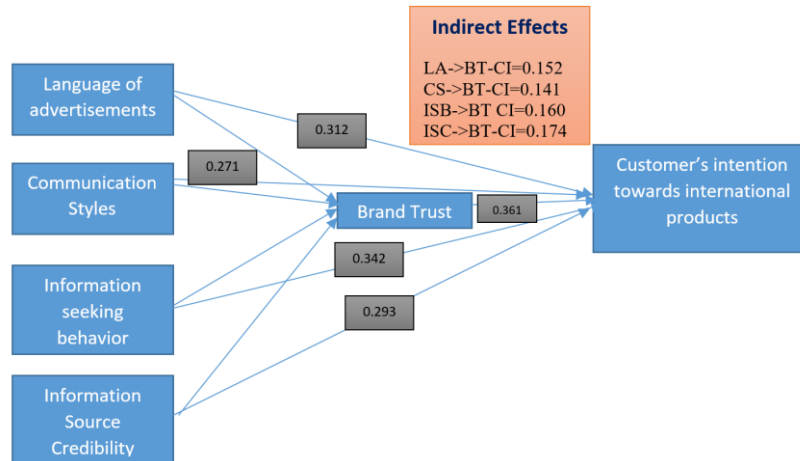 Indirect Effects
LA->BT-CI=0.152
CS->BT-CI=0.141
ISB->BT CI=0.160
ISC->BT-CI=0.174
Language of
advertisements
0.312
0.271
Communication
Styles
Brand Trust
0.361
Customer's intention
towards international
products
0.342
Information
seeking
behavior
0.293
Information
Source
Credibility